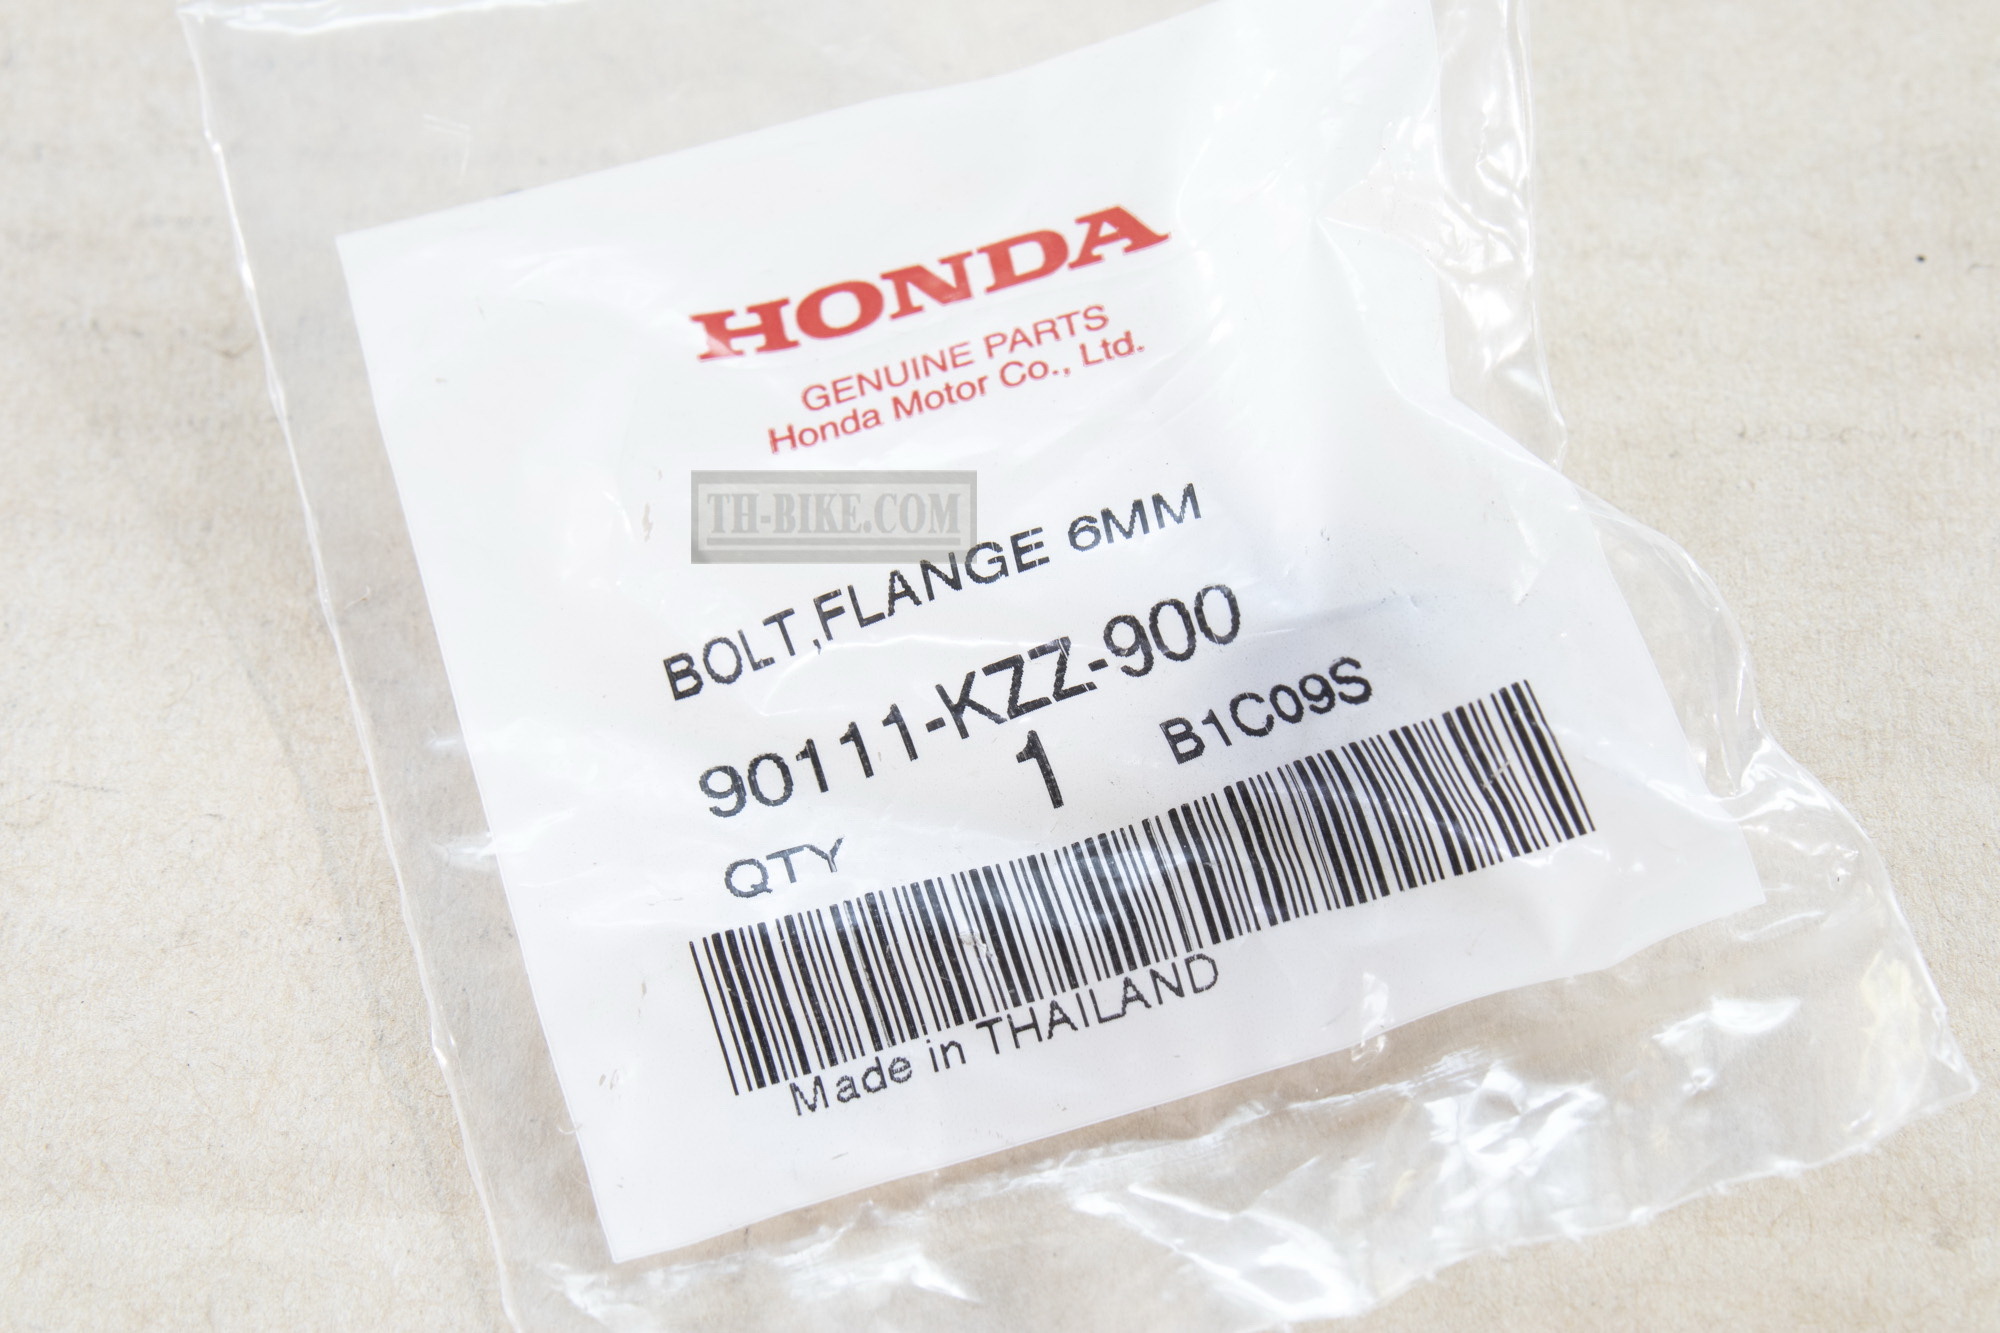 HONDA
GENUINE PARTS
Honda Motor Co., Ltd.
TH-BIKE.COM
BOLT,FLANGE 6MM
90111-KZZ-900
QTY 1 B1C09S
Made in THAILAND